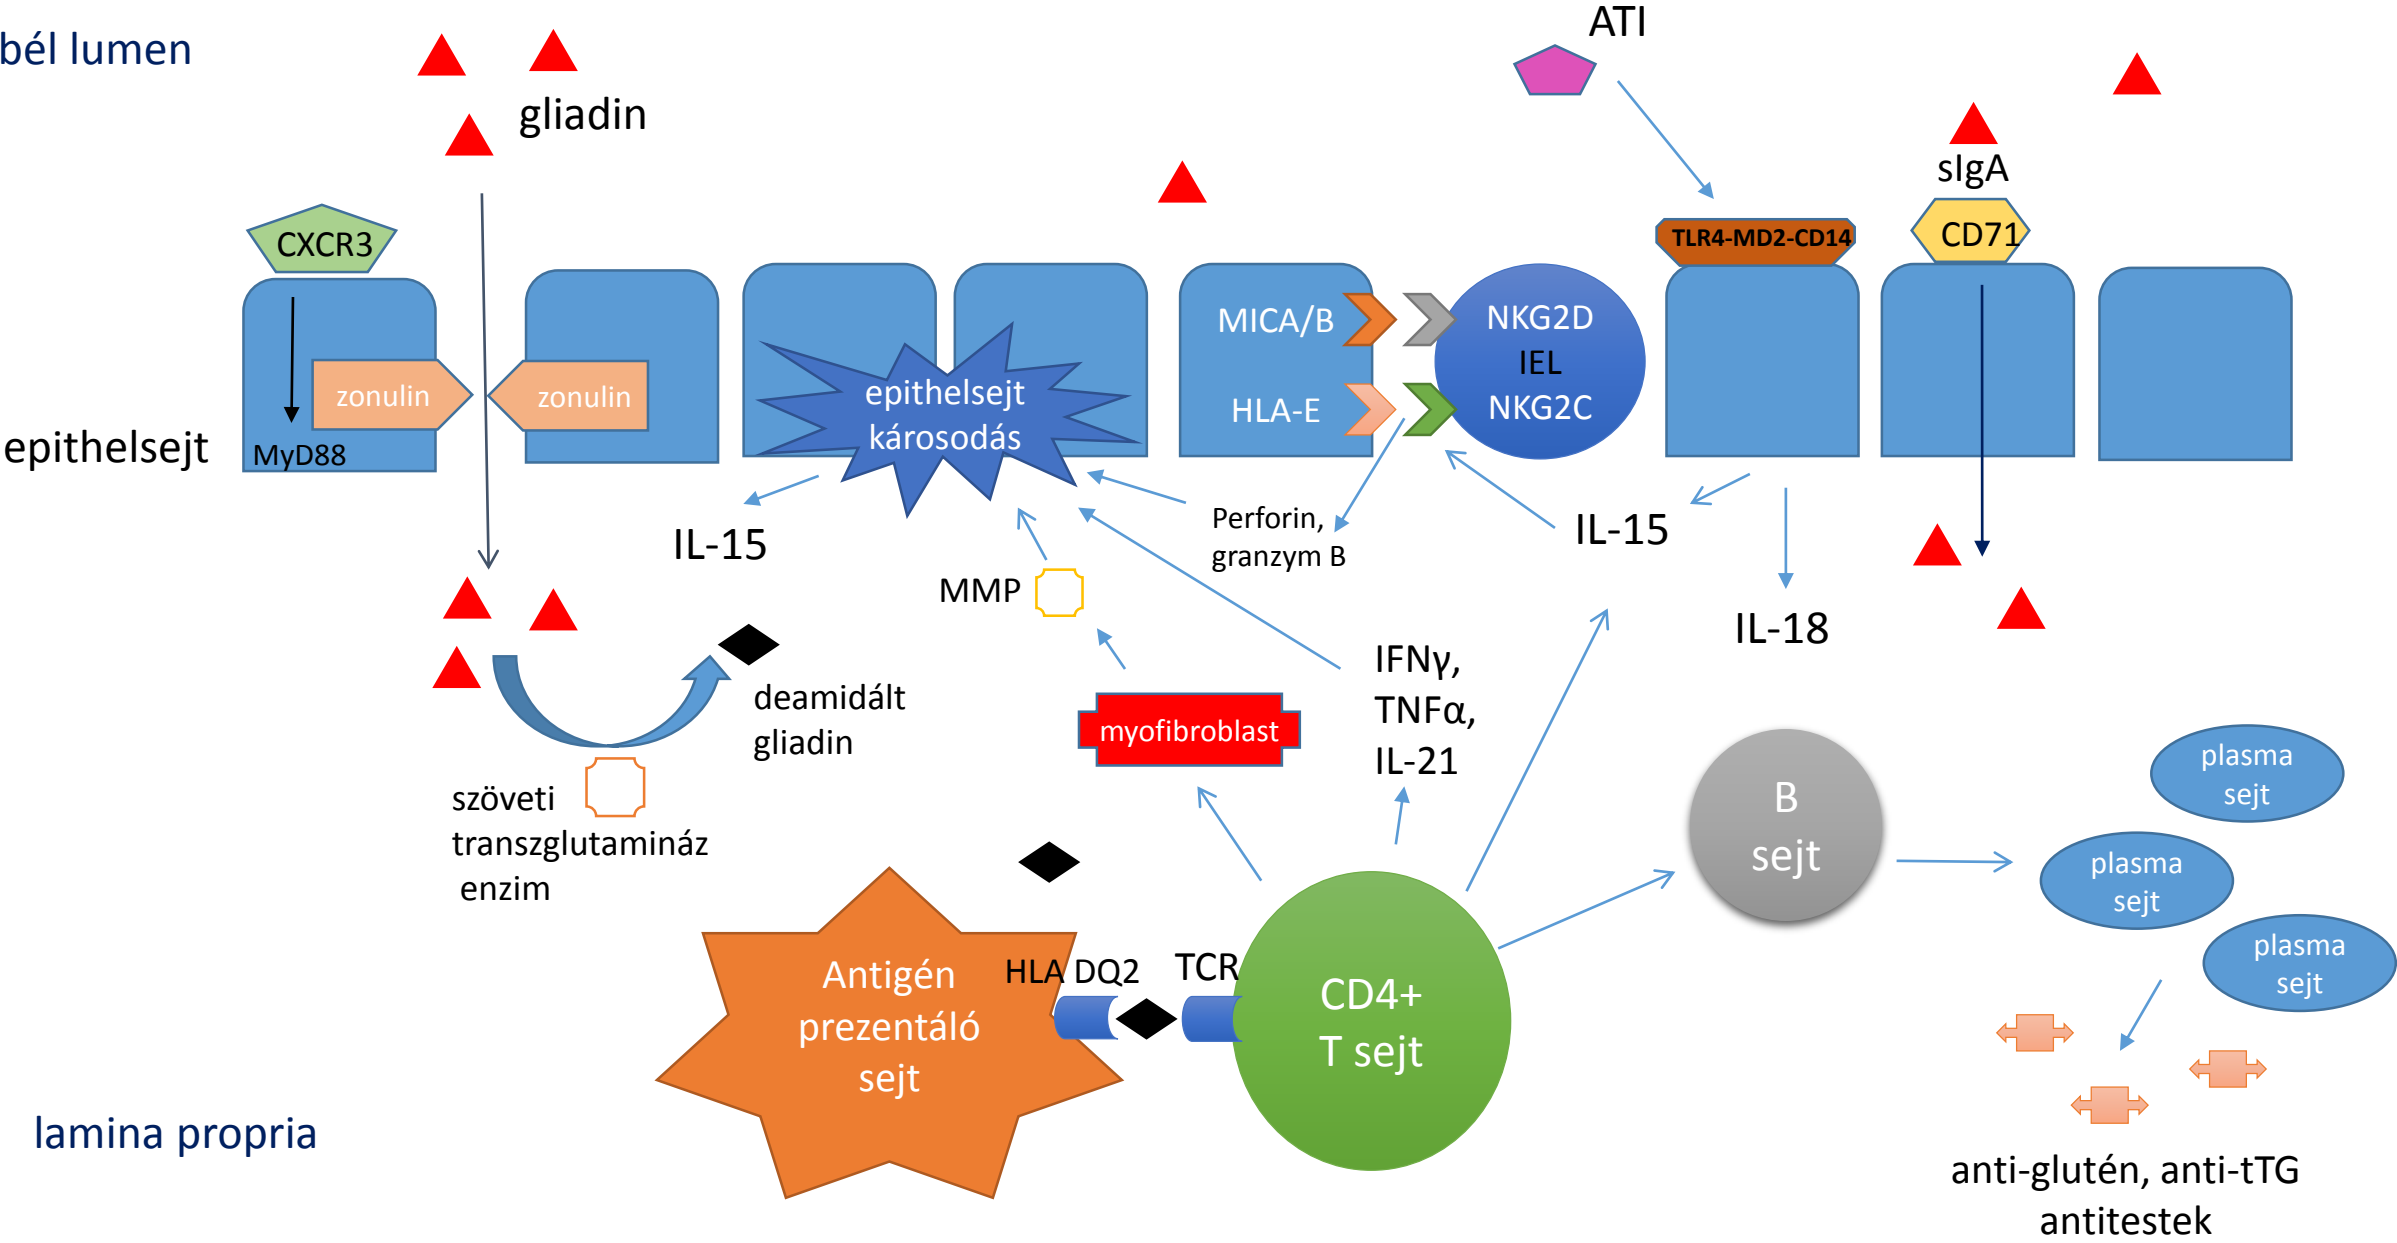 ATI
bél lumen
gliadin
sIgA
CXCR3
TLR4-MD2-CD14
CD71
MICA/B
NKG2D
IEL
HLA-E
NKG2C
zonulin
zonulin
epithelsejt
károsodás
epithelsejt
MyD88
IL-15
Perforin,
granzym B
IL-15
MMP
IL-18
deamidált
gliadin
IFNγ,
TNFα,
IL-21
myofibroblast
szöveti
transzglutamináz
enzim
B
sejt
plasma
sejt
plasma
sejt
plasma
sejt
Antigén
prezentáló
sejt
HLA DQ2
TCR
CD4+
T sejt
lamina propria
anti-glutén, anti-tTG
antitestek